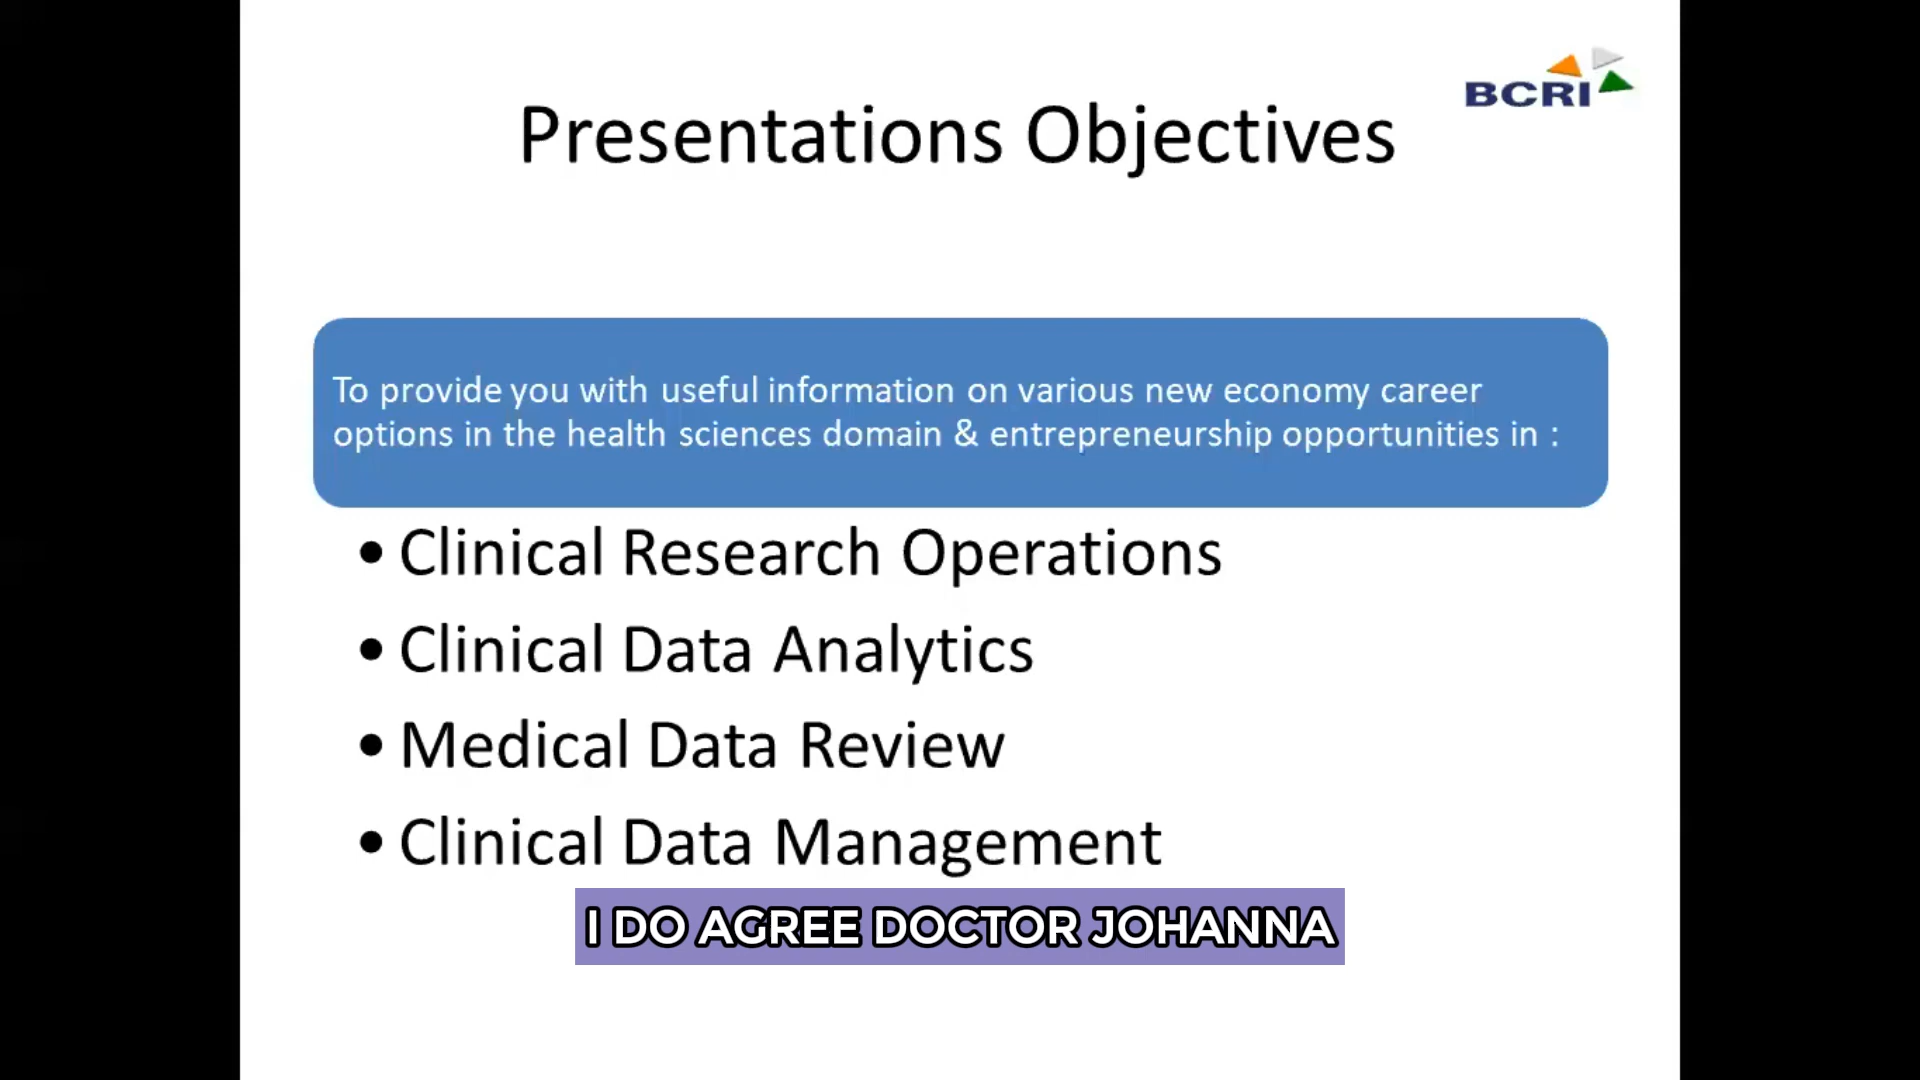 BCRI
Presentations Objectives
To provide you with useful information on various new economy career
options in the health sciences domain & entrepreneurship opportunities in :
• Clinical Research Operations
• Clinical Data Analytics
• Medical Data Review
• Clinical Data Management
I DO AGREE DOCTOR JOHANNA